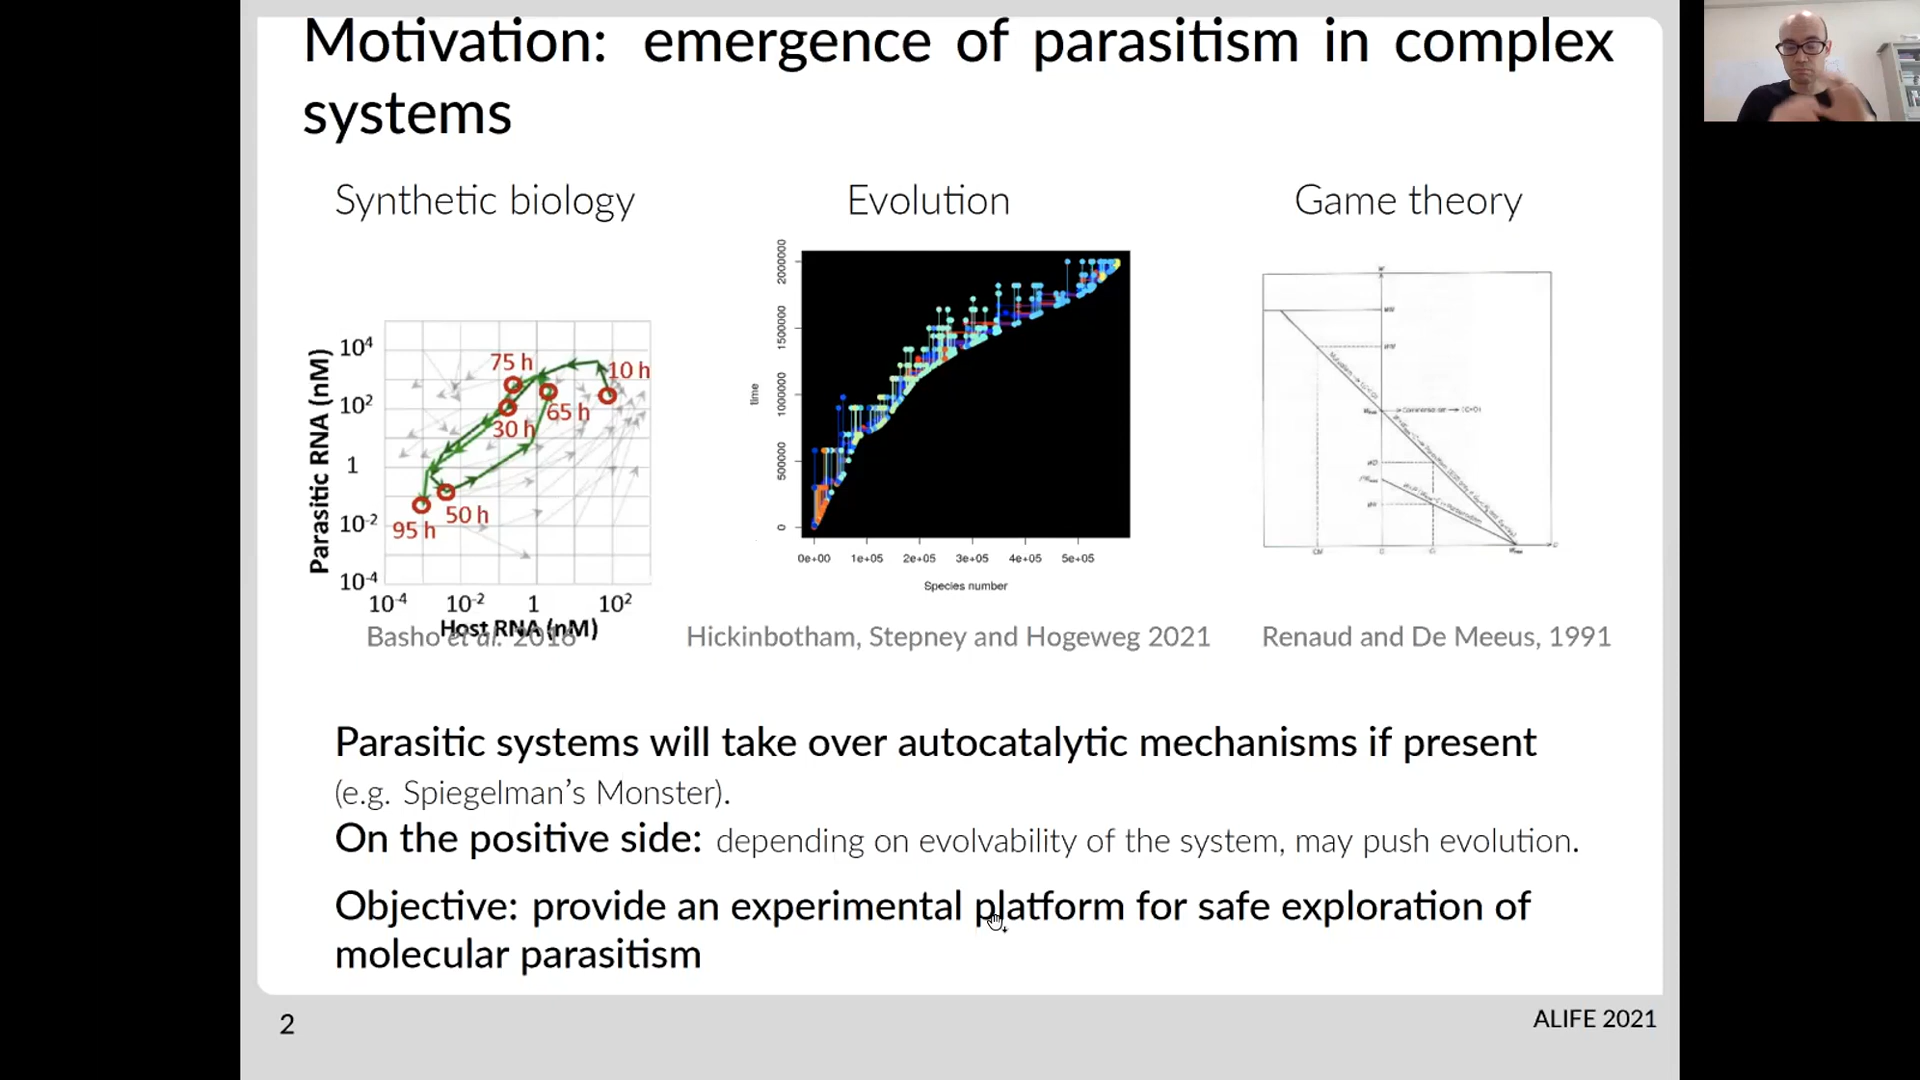 Motivation: emergence of parasitism in complex
systems
Synthetic biology
Evolution
Game theory
Parasitic RNA (nM)
10⁴
10²
1
10⁻²
10⁻⁴
10⁻⁴ 10⁻² 1 10²
Host RNA (nM)
75 h
10 h
65 h
30 h
50 h
95 h
Basho et al. 2018
time
2000000
1500000
1000000
500000
0
0e+00 1e+05 2e+05 3e+05 4e+05 5e+05
Species number
Hickinbotham, Stepney and Hogeweg 2021
Renaud and De Meeus, 1991
Parasitic systems will take over autocatalytic mechanisms if present
(e.g. Spiegelman’s Monster).
On the positive side: depending on evolvability of the system, may push evolution.
Objective: provide an experimental platform for safe exploration of
molecular parasitism
2
ALIFE 2021